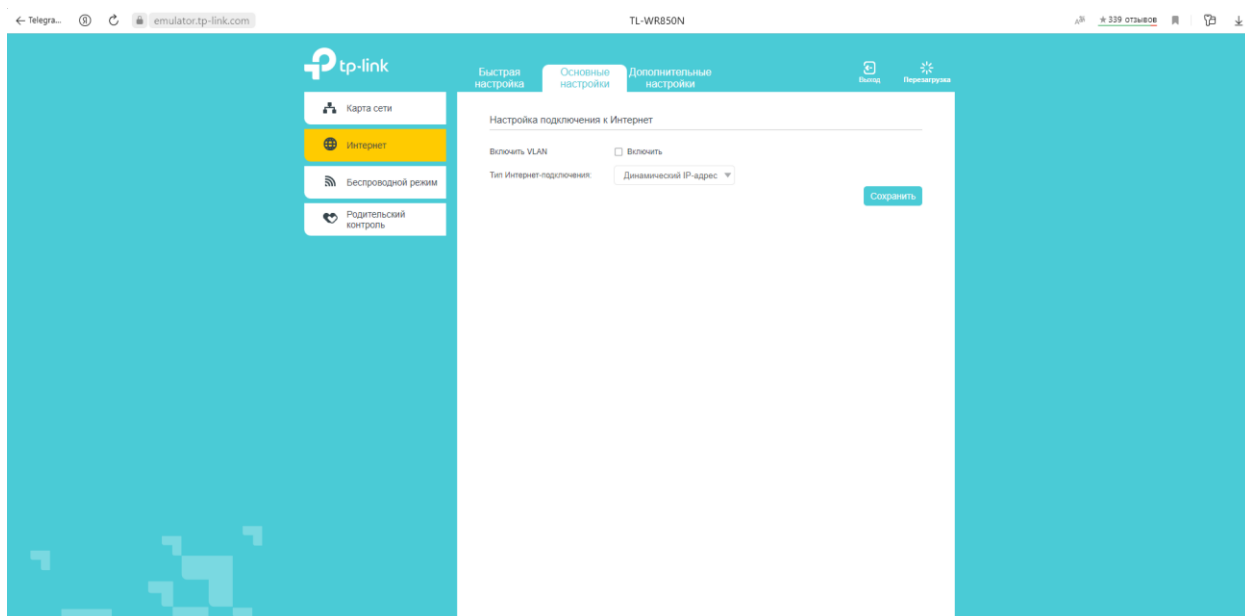 ← Telegra... Я emulator.tp-link.com TL-WR850N ★ 339 отзывов
tp-link
Быстрая настройка
Основные настройки
Дополнительные настройки
Выход
Перезагрузка
Карта сети
Интернет
Беспроводной режим
Родительский контроль
Настройка подключения к Интернет
Включить VLAN Включить
Тип Интернет-подключения: Динамический IP-адрес
Сохранить